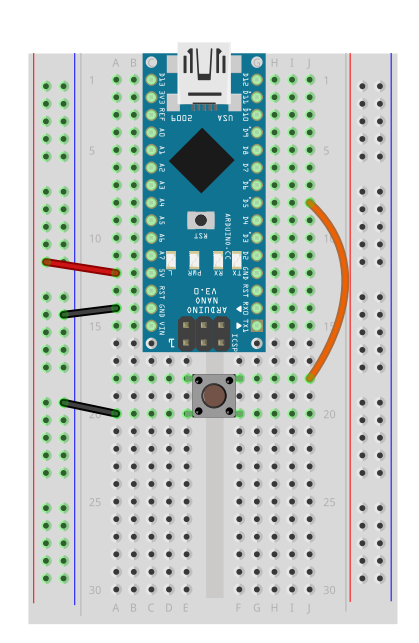 A B C G H I J
1 1
D13 D12
3V3 D11
REF D10
2009 USA
A0 D9
5 A1 D8 5
A2 D7
A3 D6
A4 D5
A5 D4
10 A6 D3 10
RST
ARDUINO.CC
A7 D2
5V GND
L PWR RX TX
RST RST
GND RX0
15 VIN TX1 15
ARDUINO
NANO
V3.0
1 ICSP
20 20
25 25
30 30
A B C D E F G H I J